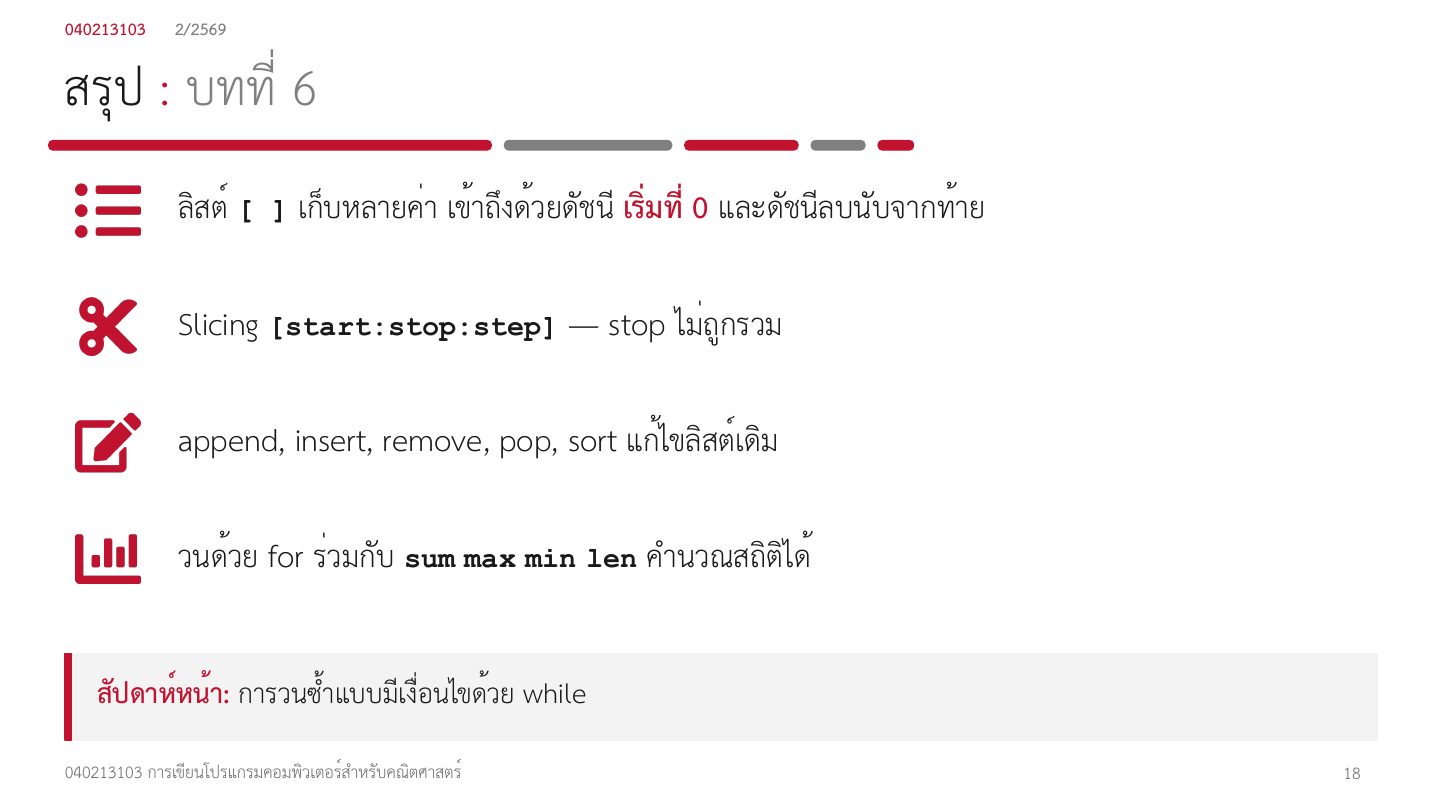 040213103 2/2569
สรุป : บทที่ 6
ลิสต์ [ ] เก็บหลายค่า เข้าถึงด้วยดัชนี เริ่มที่ 0 และดัชนีลบนับจากท้าย
Slicing [start:stop:step] — stop ไม่ถูกรวม
append, insert, remove, pop, sort แก้ไขลิสต์เดิม
วนด้วย for ร่วมกับ sum max min len คำนวณสถิติได้
สัปดาห์หน้า: การวนซ้ำแบบมีเงื่อนไขด้วย while
040213103 การเขียนโปรแกรมคอมพิวเตอร์สำหรับคณิตศาสตร์ 18